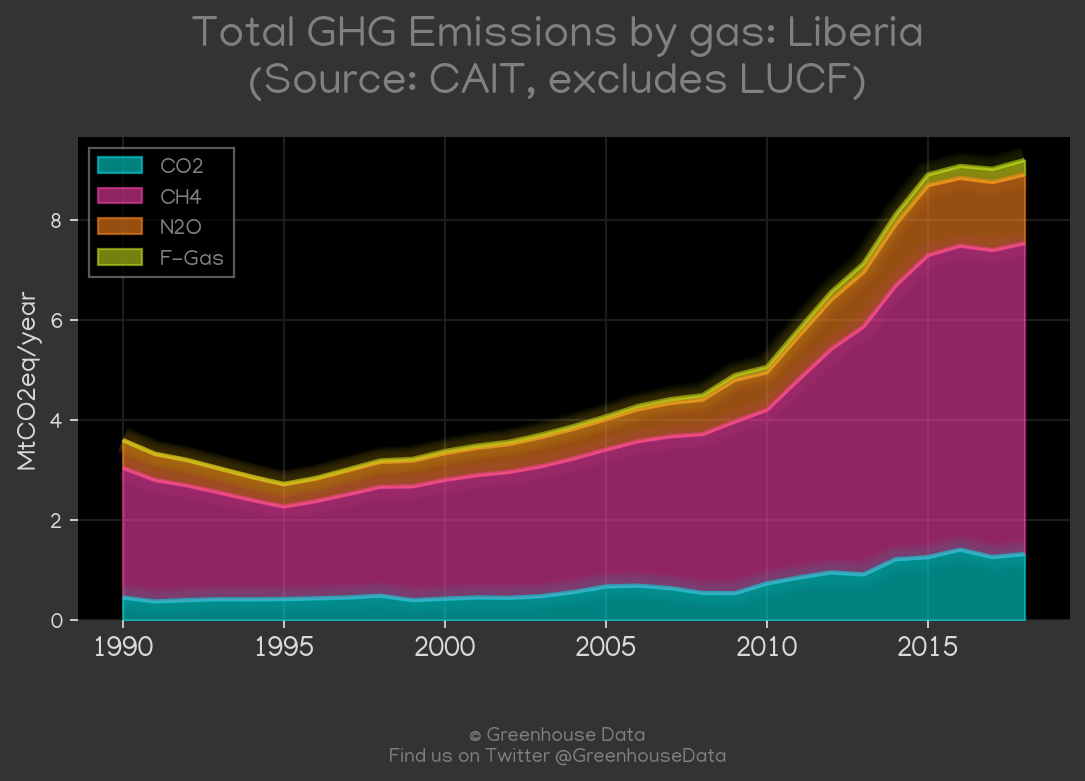 Total GHG Emissions by gas: Liberia
(Source: CAIT, excludes LUCF)
CO2
CH4
N2O
F-Gas
MtCO2eq/year
8
6
4
2
0
1990 1995 2000 2005 2010 2015
© Greenhouse Data
Find us on Twitter @GreenhouseData